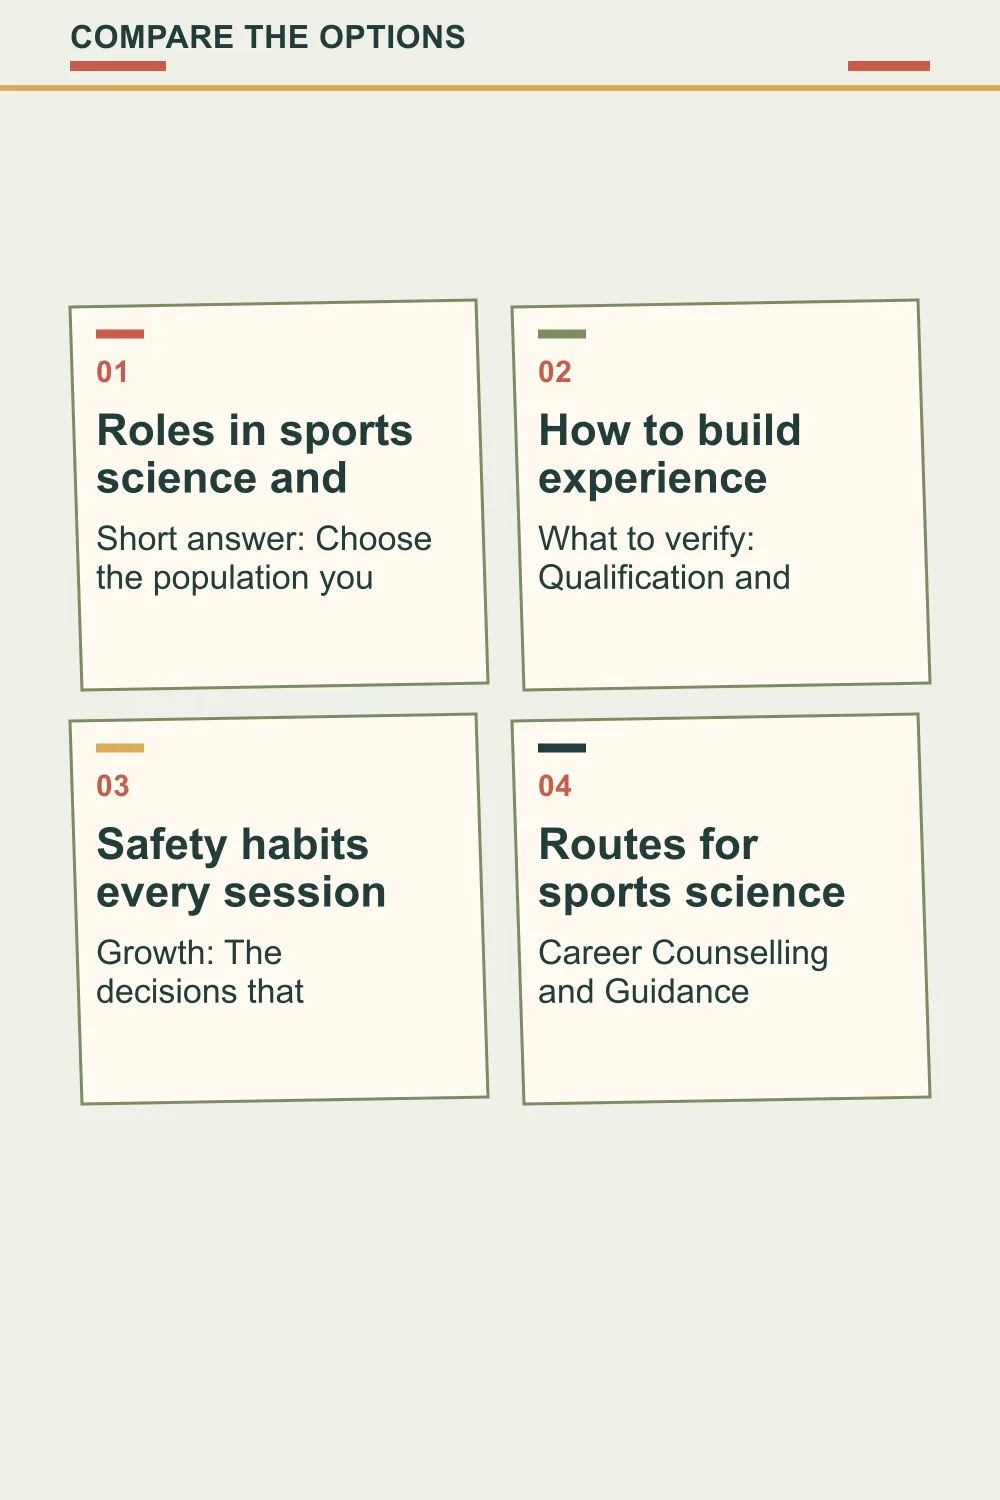 COMPARE THE OPTIONS
01
Roles in sports
science and
Short answer: Choose
the population you
02
How to build
experience
What to verify:
Qualification and
03
Safety habits
every session
Growth: The
decisions that
04
Routes for
sports science
Career Counselling
and Guidance